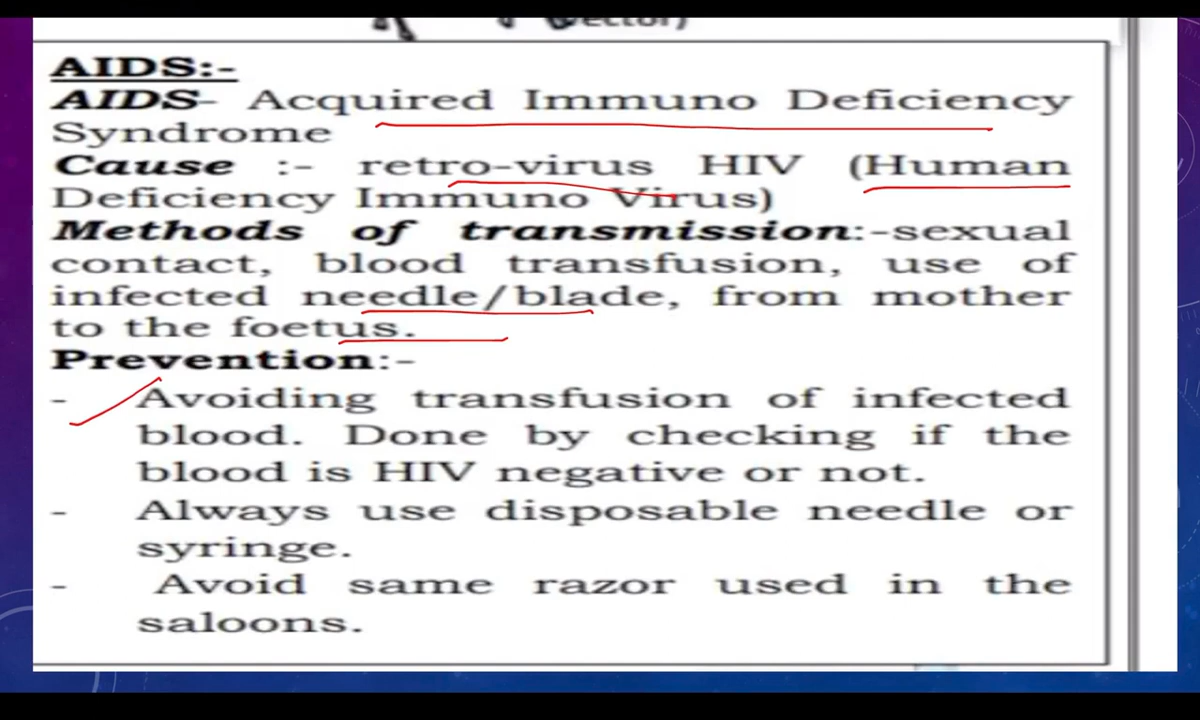 Vector)
AIDS:-
AIDS- Acquired Immuno Deficiency
Syndrome
Cause :- retro-virus HIV (Human
Deficiency Immuno Virus)
Methods of transmission:-sexual
contact, blood transfusion, use of
infected needle/blade, from mother
to the foetus.
Prevention:-
- Avoiding transfusion of infected
blood. Done by checking if the
blood is HIV negative or not.
- Always use disposable needle or
syringe.
- Avoid same razor used in the
saloons.